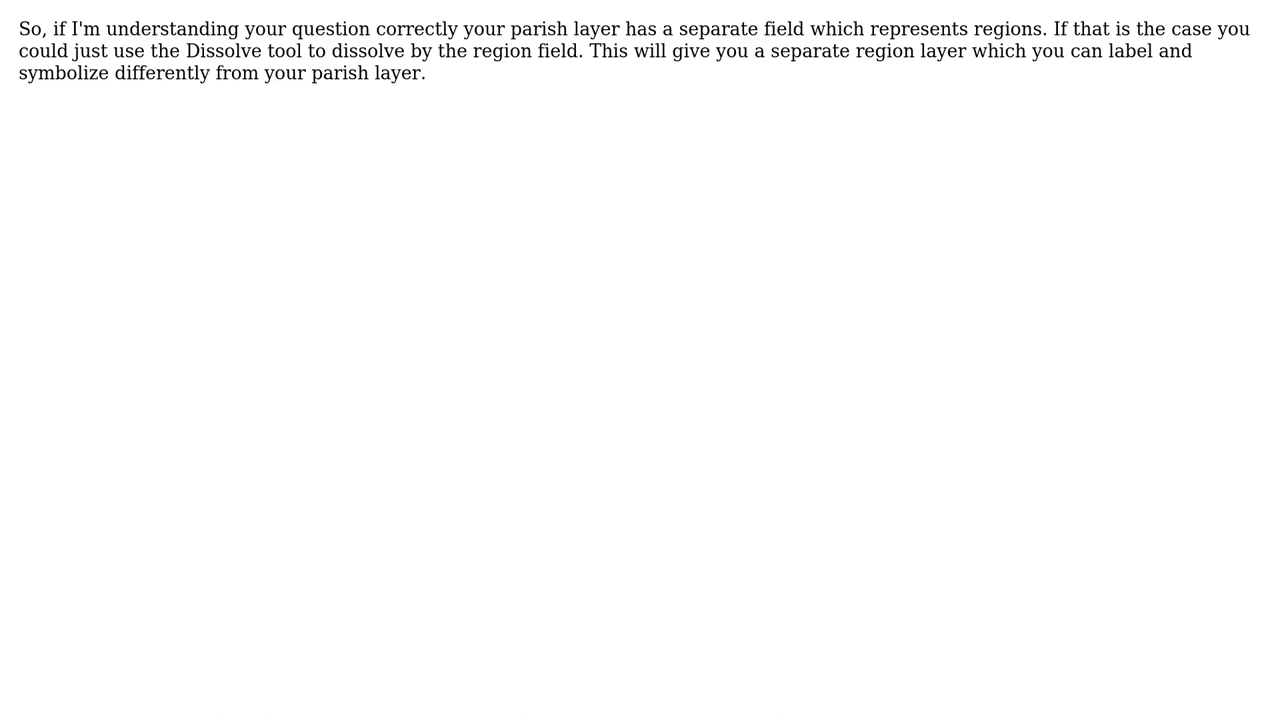 So, if I'm understanding your question correctly your parish layer has a separate field which represents regions. If that is the case you
could just use the Dissolve tool to dissolve by the region field. This will give you a separate region layer which you can label and
symbolize differently from your parish layer.